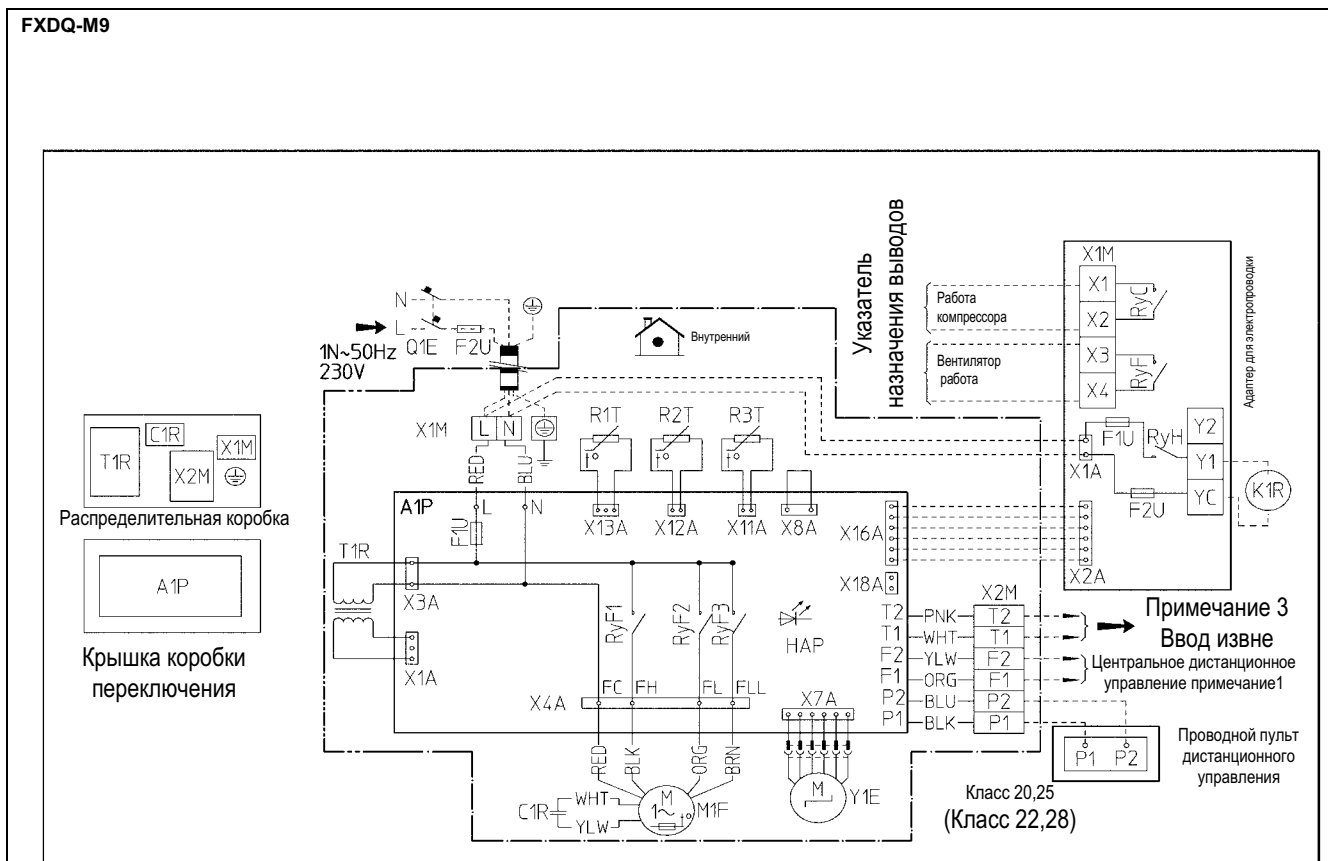 FXDQ-M9
N
L
Q1E
F2U
1N~50Hz
230V
Внутренний
Указатель
назначения выводов
Работа
компрессора
Вентилятор
работа
X1M
X1
X2
X3
X4
RyC
RyF
Адаптер для электропроводки
F1U
RyH
Y2
Y1
YC
X1A
F2U
K1R
X2A
X1M
L
N
RED
BLU
R1T
R2T
R3T
C1R
T1R
X2M
X1M
Распределительная коробка
A1P
Крышка коробки
переключения
A1P
L
N
F1U
X13A
X12A
X11A
X8A
X16A
X18A
T1R
X3A
X1A
RyF1
RyF2
RyF3
HAP
FC
FH
FL
FLL
X4A
X7A
X2M
T2
PNK
T2
T1
WHT
T1
F2
YLW
F2
F1
ORG
F1
P2
BLU
P2
P1
BLK
P1
Примечание 3
Ввод извне
Центральное дистанционное
управление примечание1
P1
P2
Проводной пульт
дистанционного
управления
RED
BLK
ORG
BRN
C1R
WHT
YLW
M
1~
M1F
M
Y1E
Класс 20,25
(Класс 22,28)